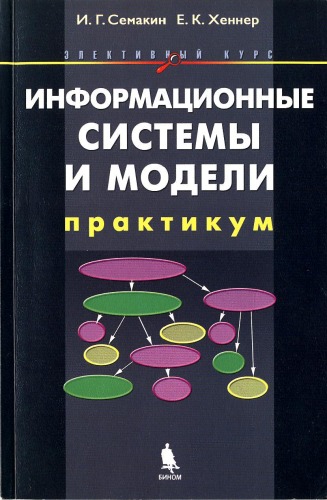 И. Г. Семакин Е. К. Хеннер
ЭЛЕКТИВНЫЙ КУРС
ИНФОРМАЦИОННЫЕ
СИСТЕМЫ
И МОДЕЛИ
практикум
БИНОМ